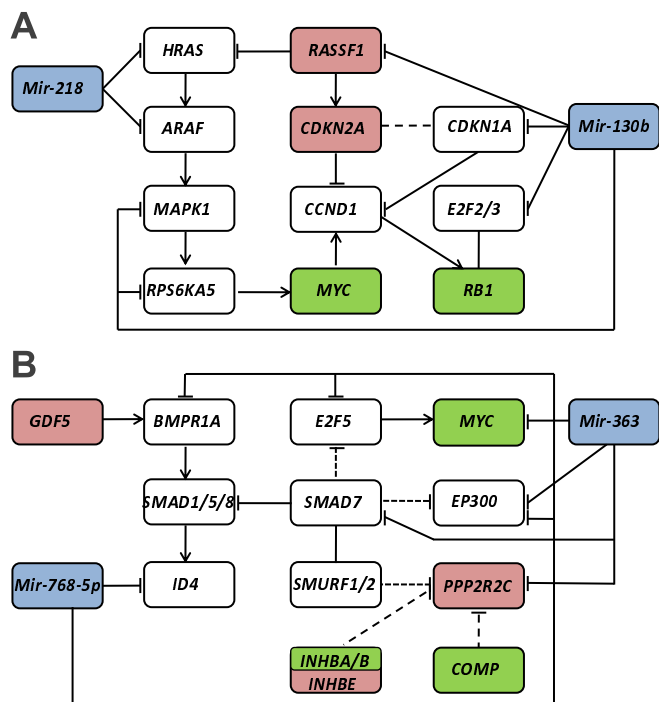 A
HRAS
RASSF1
Mir-218
ARAF
CDKN2A
CDKN1A
Mir-130b
MAPK1
CCND1
E2F2/3
RPS6KA5
MYC
RB1
B
GDF5
BMPR1A
E2F5
MYC
Mir-363
SMAD1/5/8
SMAD7
EP300
Mir-768-5p
ID4
SMURF1/2
PPP2R2C
INHBA/B
INHBE
COMP